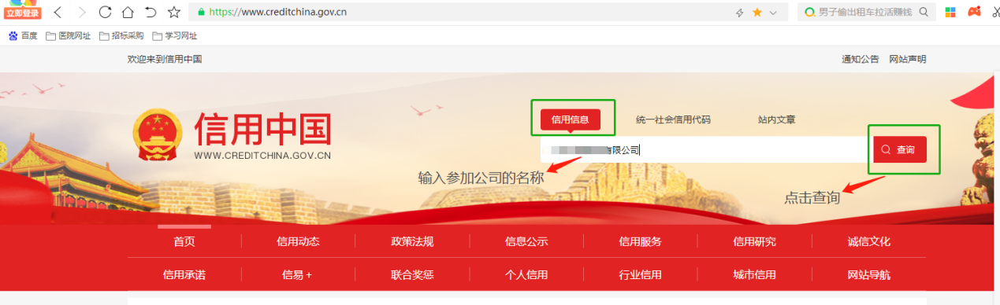 立即登录
https://www.creditchina.gov.cn
男子偷出租车拉活赚钱
百度 医院网址 招标采购 学习网址
欢迎来到信用中国
通知公告 网站声明
信用中国
WWW.CREDITCHINA.GOV.CN
信用信息 统一社会信用代码 站内文章
有限公司
查询
输入参加公司的名称
点击查询
首页 信用动态 政策法规 信息公示 信用服务 信用研究 诚信文化
信用承诺 信易+ 联合奖惩 个人信用 行业信用 城市信用 网站导航